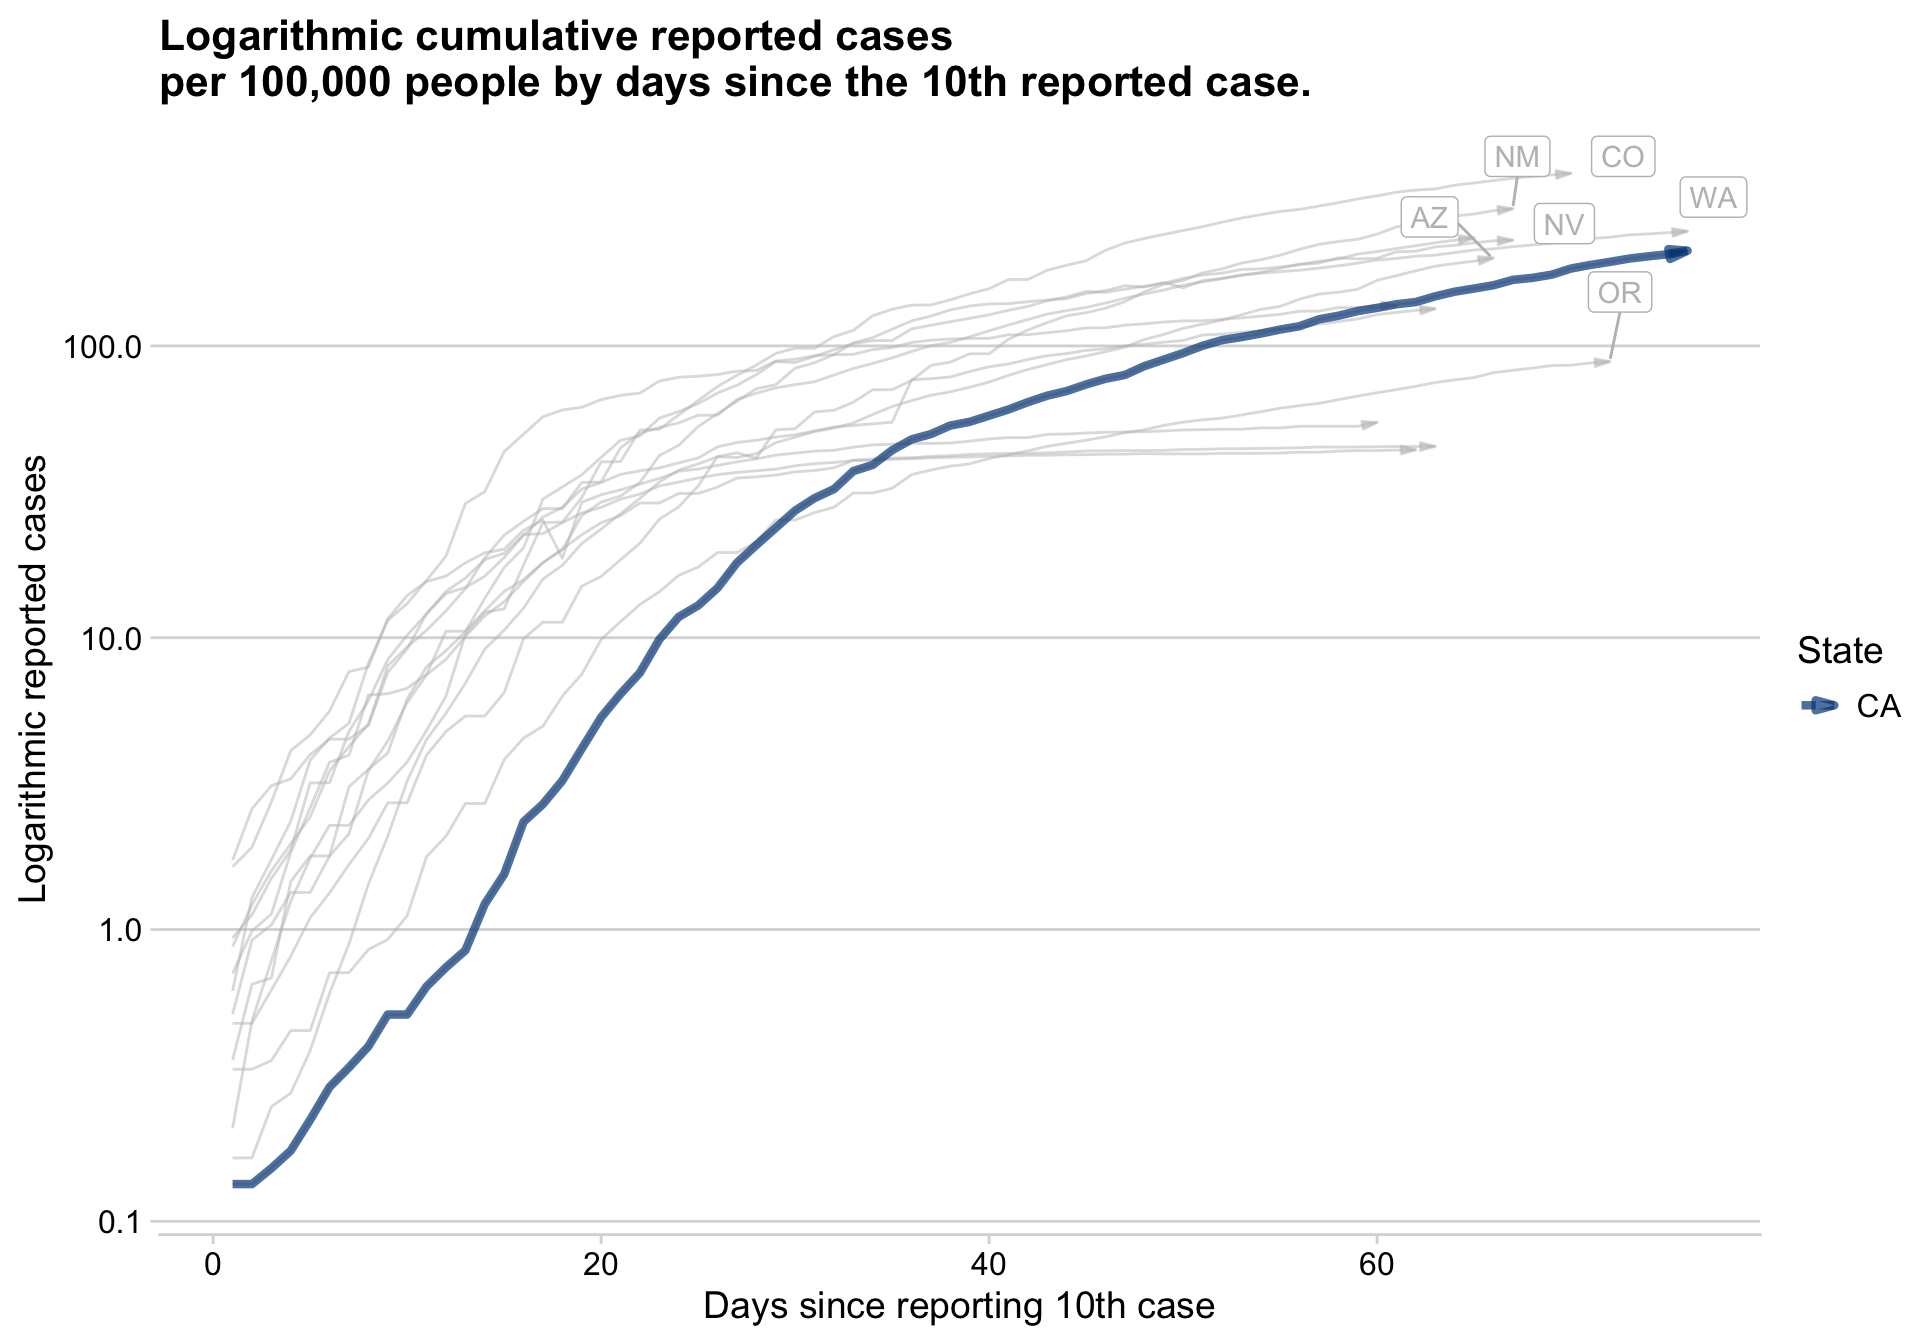 Logarithmic cumulative reported cases
per 100,000 people by days since the 10th reported case.
NM
CO
WA
AZ
NV
OR
100.0
10.0
1.0
0.1
Logarithmic reported cases
State
CA
0
20
40
60
Days since reporting 10th case